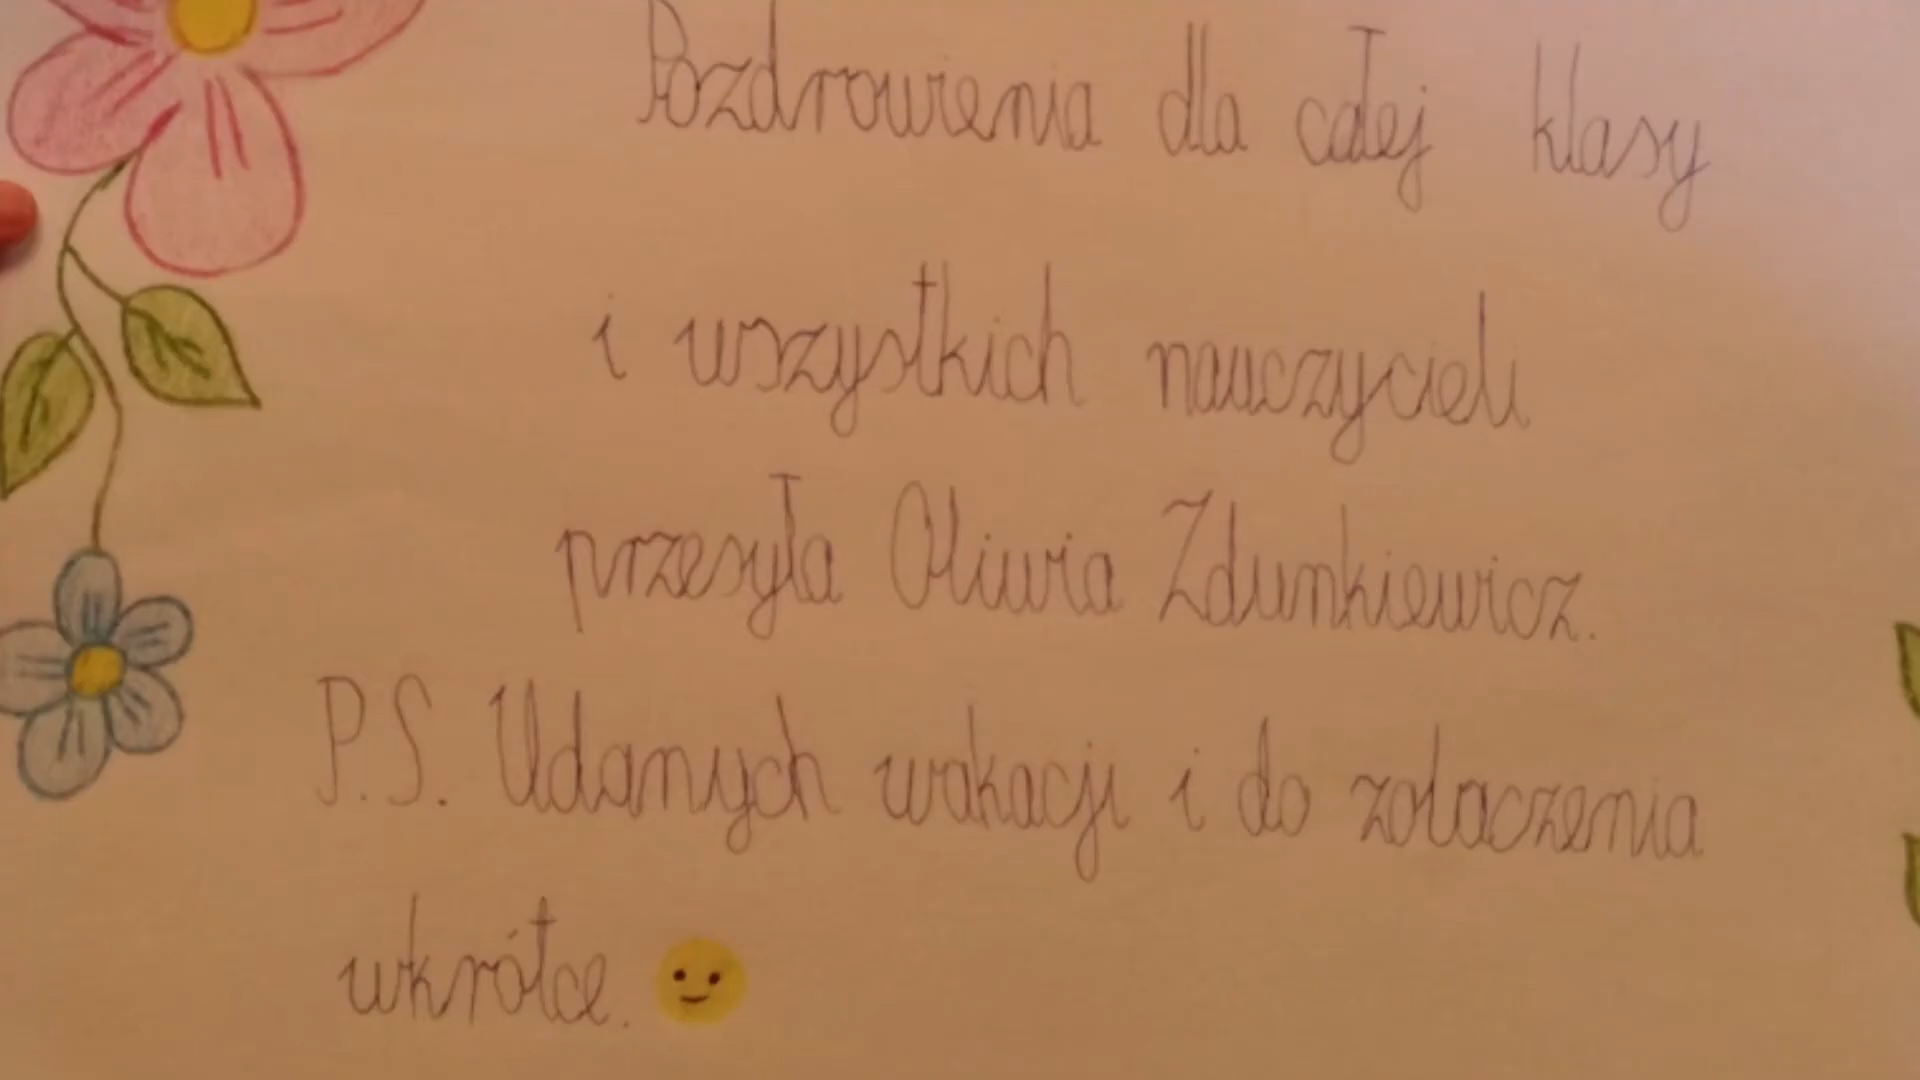 Pozdrowienia dla całej klasy
i wszystkich nauczycieli
przesyła Oliwia Zdunkiewicz.
P.S. Udanych wakacji i do zobaczenia
wkrótce.